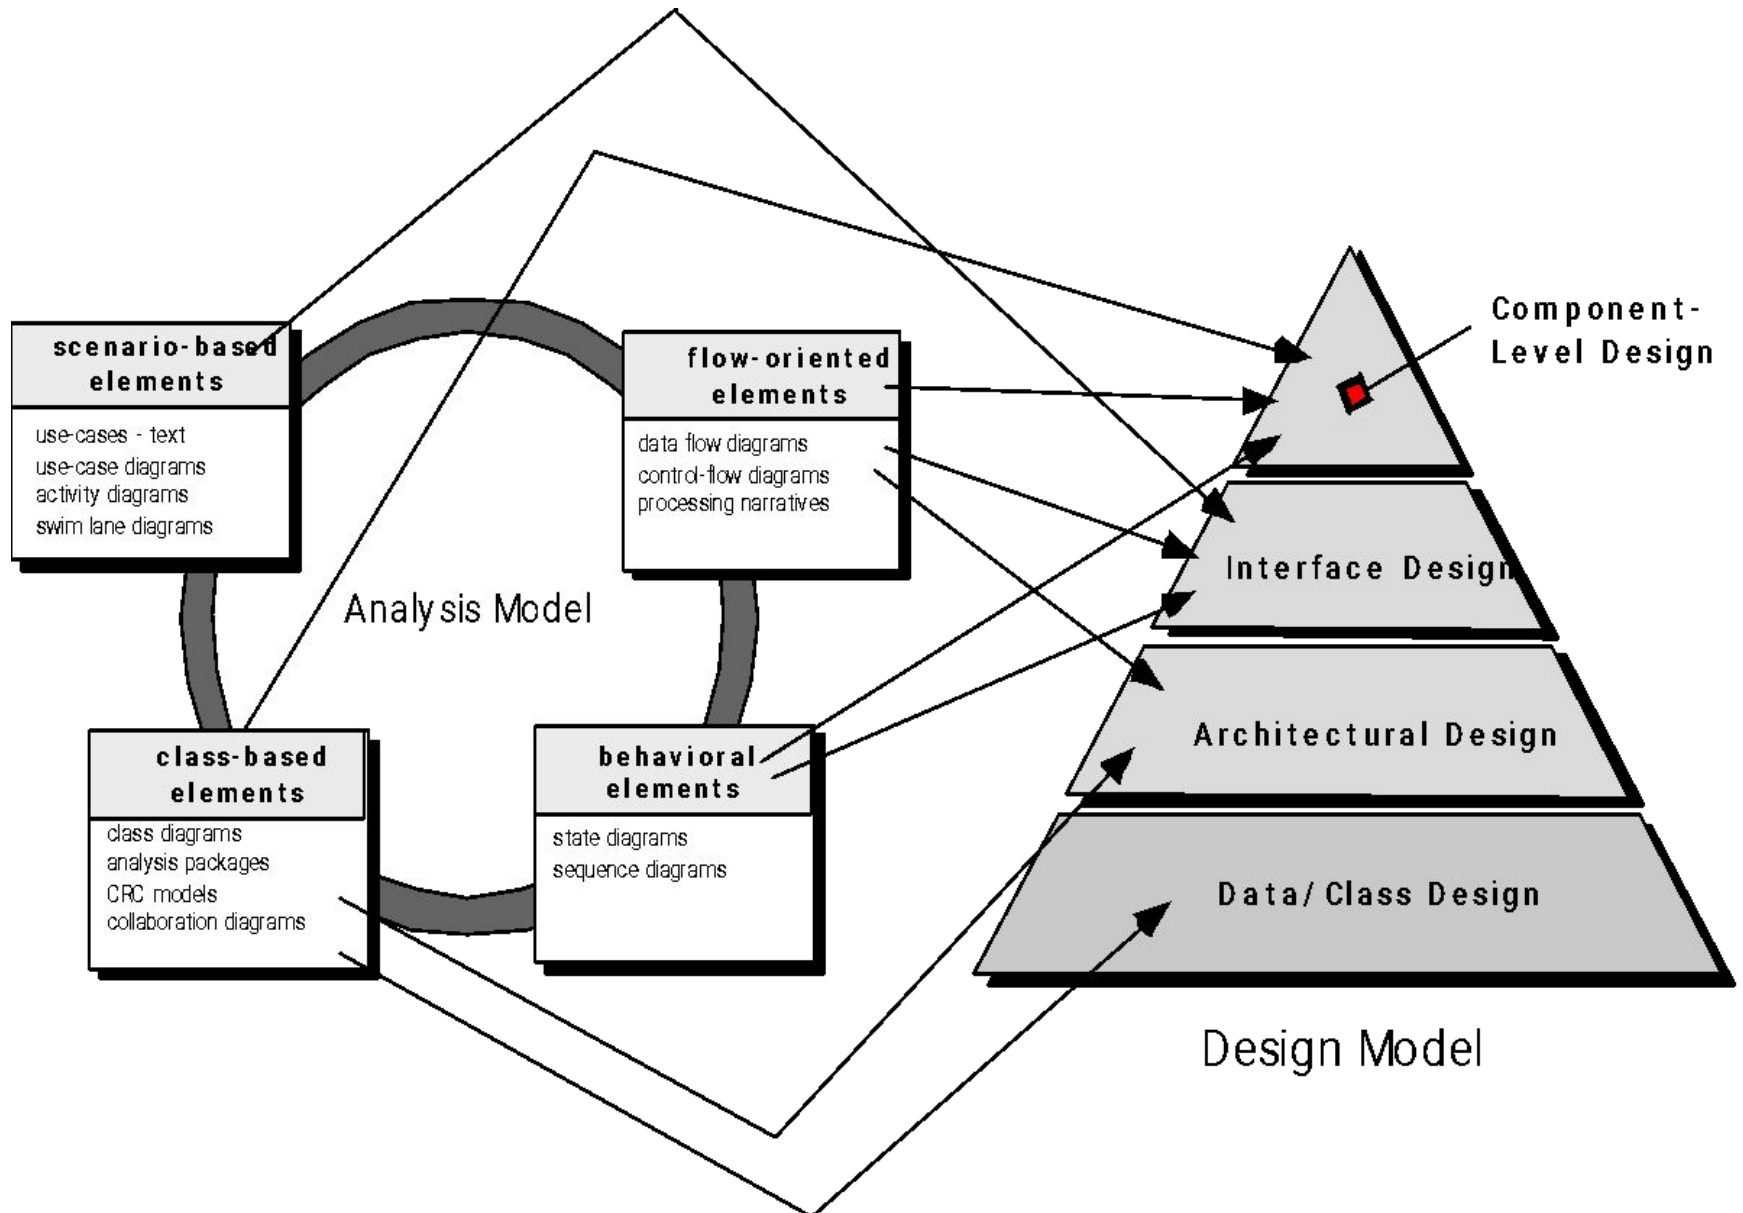 scenario-based
elements
use-cases - text
use-case diagrams
activity diagrams
swim lane diagrams
flow-oriented
elements
data flow diagrams
control-flow diagrams
processing narratives
Analysis Model
class-based
elements
class diagrams
analysis packages
CRC models
collaboration diagrams
behavioral
elements
state diagrams
sequence diagrams
Component-
Level Design
Interface Design
Architectural Design
Data/Class Design
Design Model